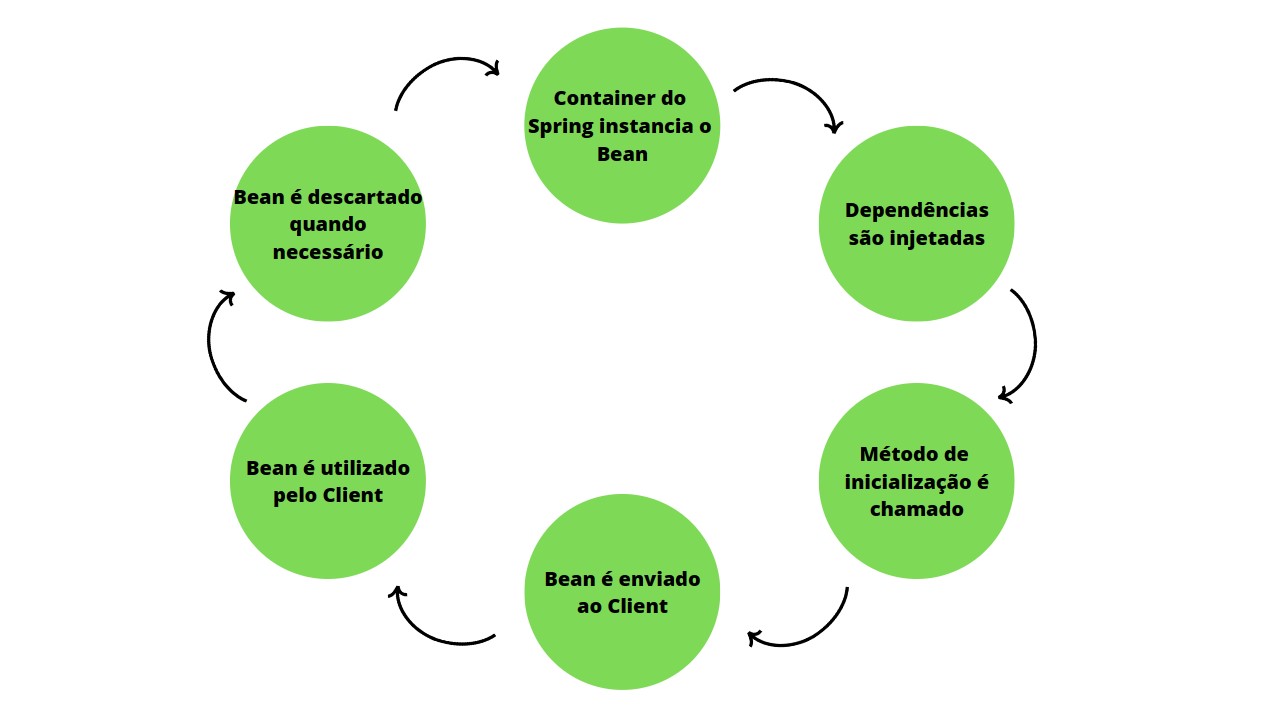 Container do
Spring instancia o
Bean
Dependências
são injetadas
Método de
inicialização é
chamado
Bean é enviado
ao Client
Bean é utilizado
pelo Client
Bean é descartado
quando
necessário